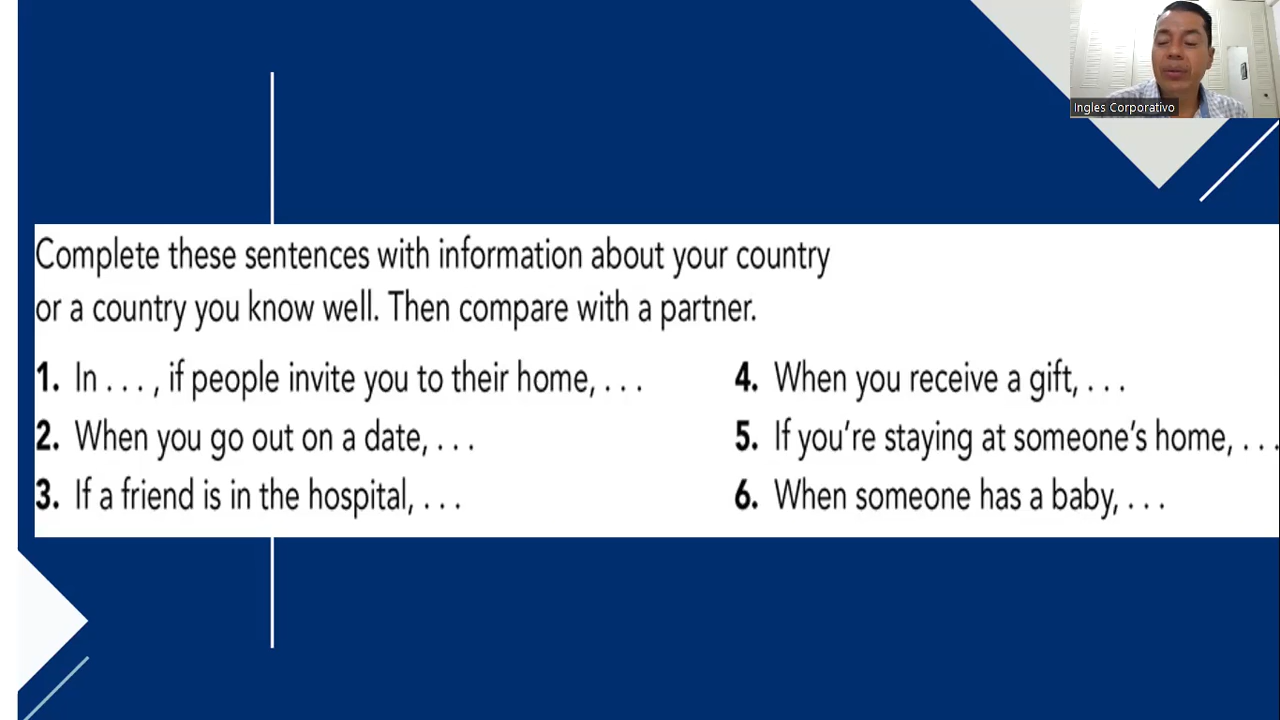 Ingles Corporativo
Complete these sentences with information about your country
or a country you know well. Then compare with a partner.
1. In . . . , if people invite you to their home, . . .
2. When you go out on a date, . . .
3. If a friend is in the hospital, . . .
4. When you receive a gift, . . .
5. If you’re staying at someone’s home, . . .
6. When someone has a baby, . . .